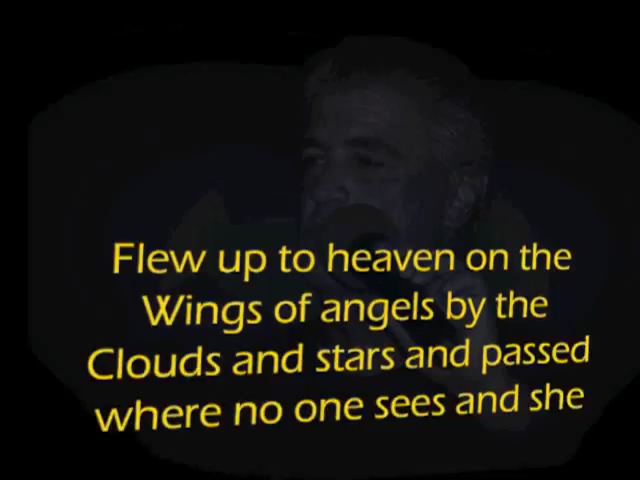 Flew up to heaven on the
Wings of angels by the
Clouds and stars and passed
where no one sees and she